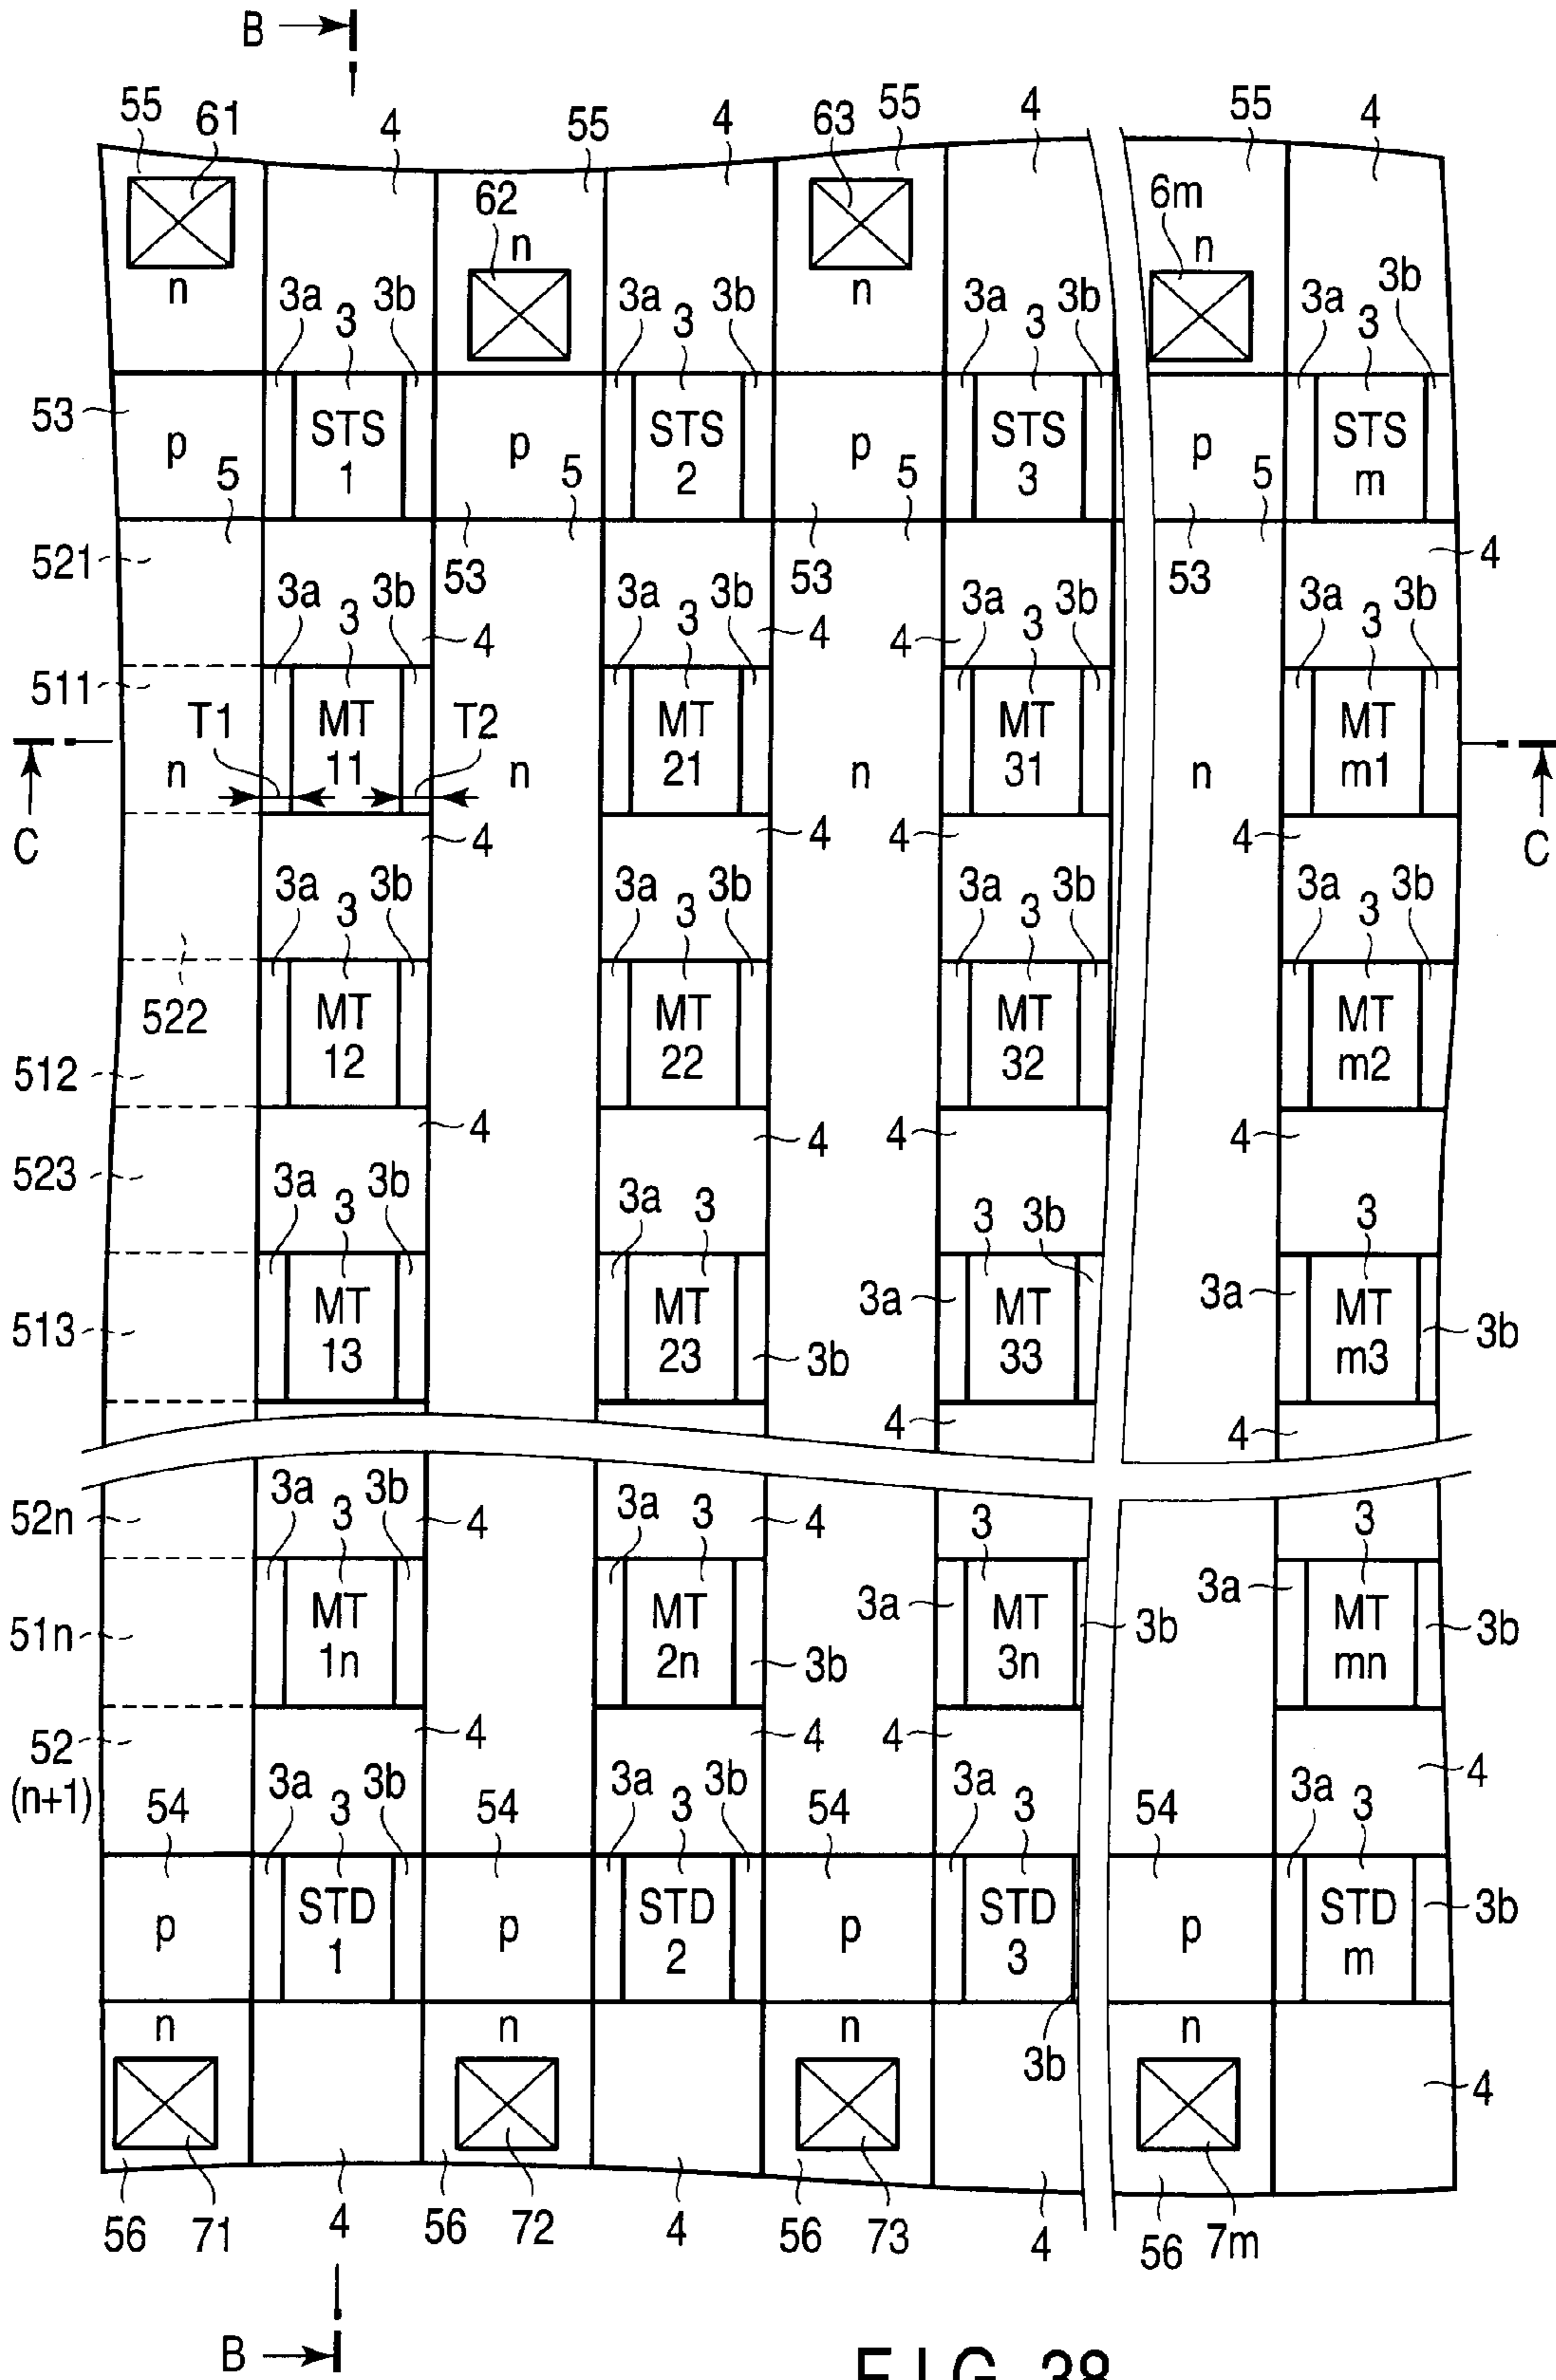 B
55 61 4 55 4 63 55 4 55 4
62 6m
n n
n n
3a 3 3b 3a 3 3b 3a 3 3b 3a 3 3b
53 p STS 1 p STS 2 p STS 3 p STS m
5 5 5 5
521 53 53 53 4
3a 3 3b 3a 3 3b 3a 3 3b 3a 3 3b
4 4 4
511 T1 MT 11 T2 MT 21 MT 31 MT m1
n n n n
C C
4 4 4 4
3a 3 3b 3a 3 3b 3a 3 3b 3a 3 3b
522 MT 12 MT 22 MT 32 MT m2
512
4 4 4 4
523 3a 3 3b 3a 3 3 3b 3
513 MT 13 MT 23 3b 3a MT 33 3a MT m3 3b
4 4
52n 3a 3 3b 4 3a 3 4 3 3
51n MT 1n MT 2n 3b 3a MT 3n 3b 3a MT mn 3b
52 (n+1) 4 4 4 4
54 3a 3 3b 54 3a 3 3b 54 3a 3 54 3a 3
p STD 1 p STD 2 p STD 3 p STD m 3b
n n n 3b n
4
56 71 4 56 72 4 56 73 4 56 7m
B
FIG. 38